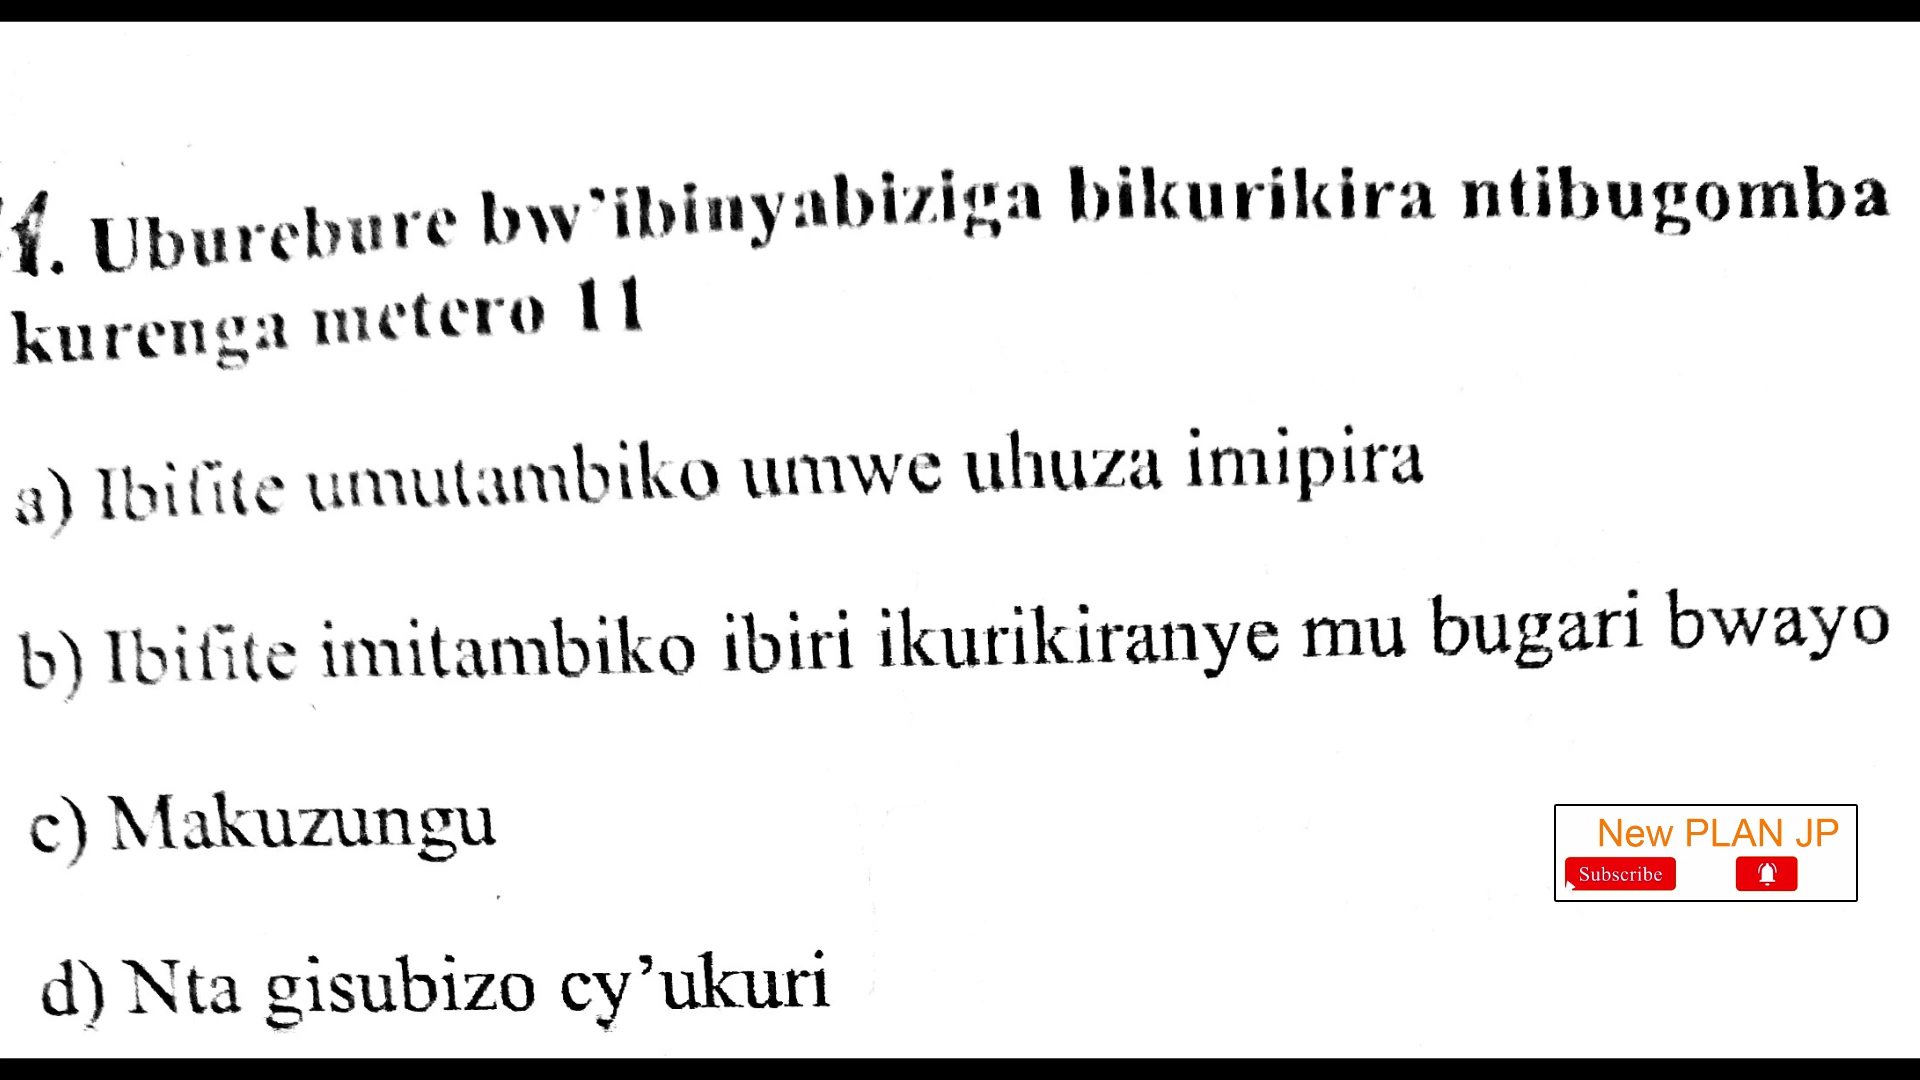 1. Uburebure bw’ibinyabiziga bikurikira ntibugomba
kurenga metero 11
a) Ibifite umutambiko umwe uhuza imipira
b) Ibifite imitambiko ibiri ikurikiranye mu bugari bwayo
c) Makuzungu
d) Nta gisubizo cy’ukuri
New PLAN JP
Subscribe